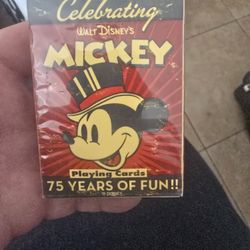 Celebrating
WALT DISNEY'S
MICKEY
Playing Cards
75 YEARS OF FUN!!